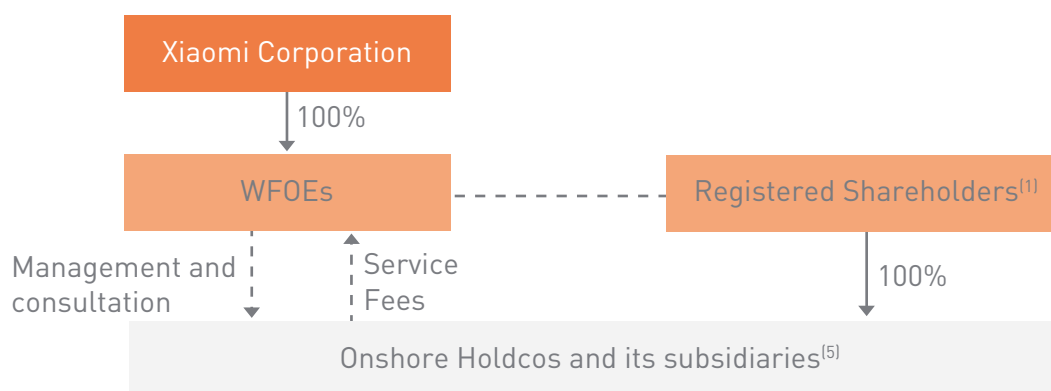 Xiaomi Corporation
100%
WFOEs
Registered Shareholders(1)
Management and
consultation
Service
Fees
100%
Onshore Holdcos and its subsidiaries(5)